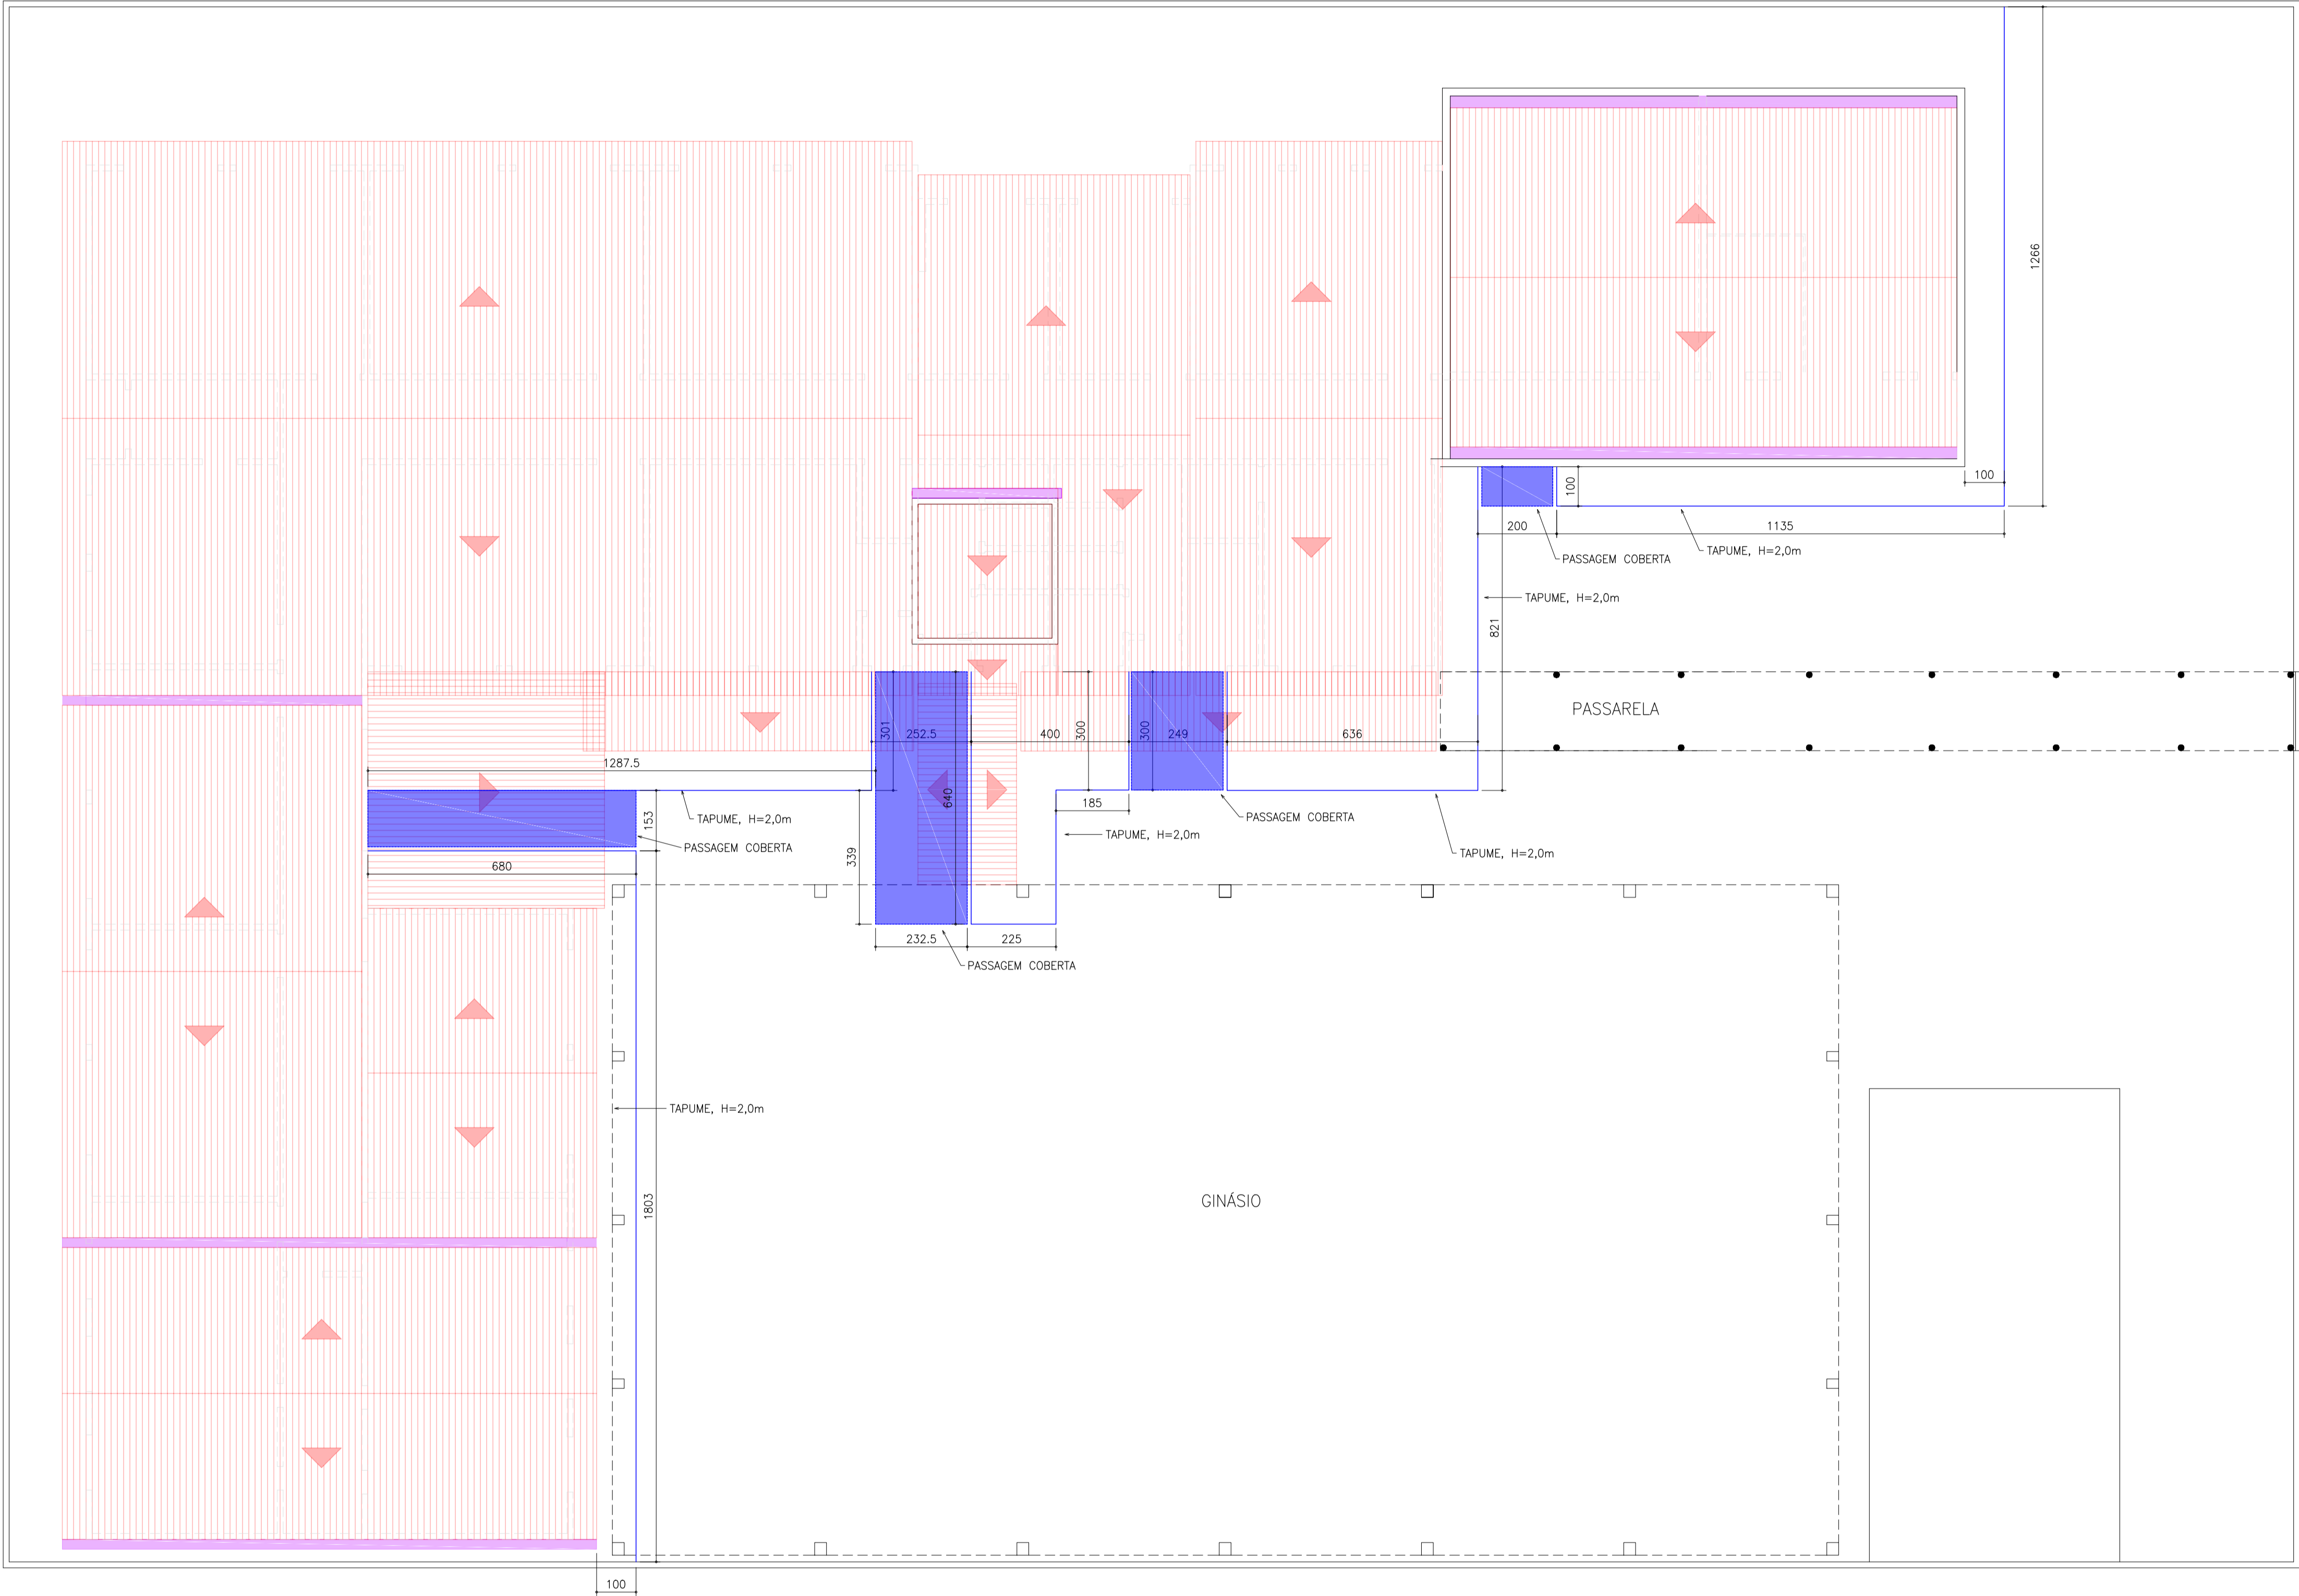 1266
100
100
200
1135
TAPUME, H=2,0m
PASSAGEM COBERTA
TAPUME, H=2,0m
821
PASSARELA
301
252.5
400
300
300
249
636
1287.5
640
185
153
TAPUME, H=2,0m
PASSAGEM COBERTA
TAPUME, H=2,0m
PASSAGEM COBERTA
339
TAPUME, H=2,0m
680
232.5
225
PASSAGEM COBERTA
TAPUME, H=2,0m
1803
GINÁSIO
100